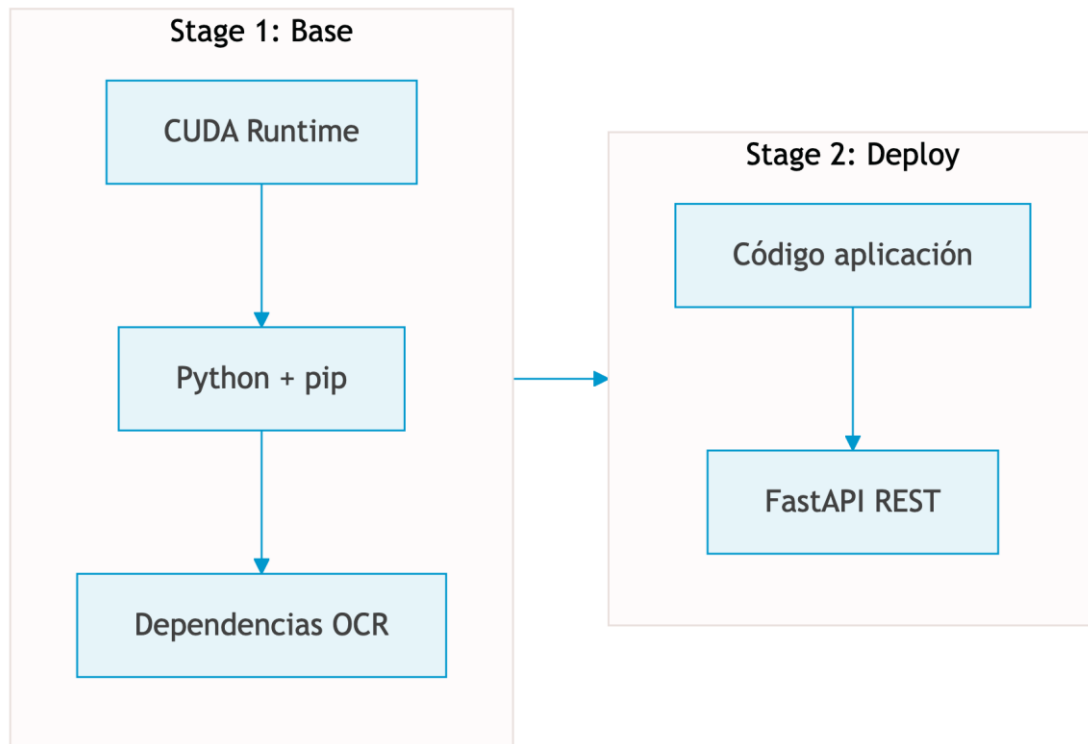 Stage 1: Base
CUDA Runtime
Python + pip
Dependencias OCR
Stage 2: Deploy
Código aplicación
FastAPI REST